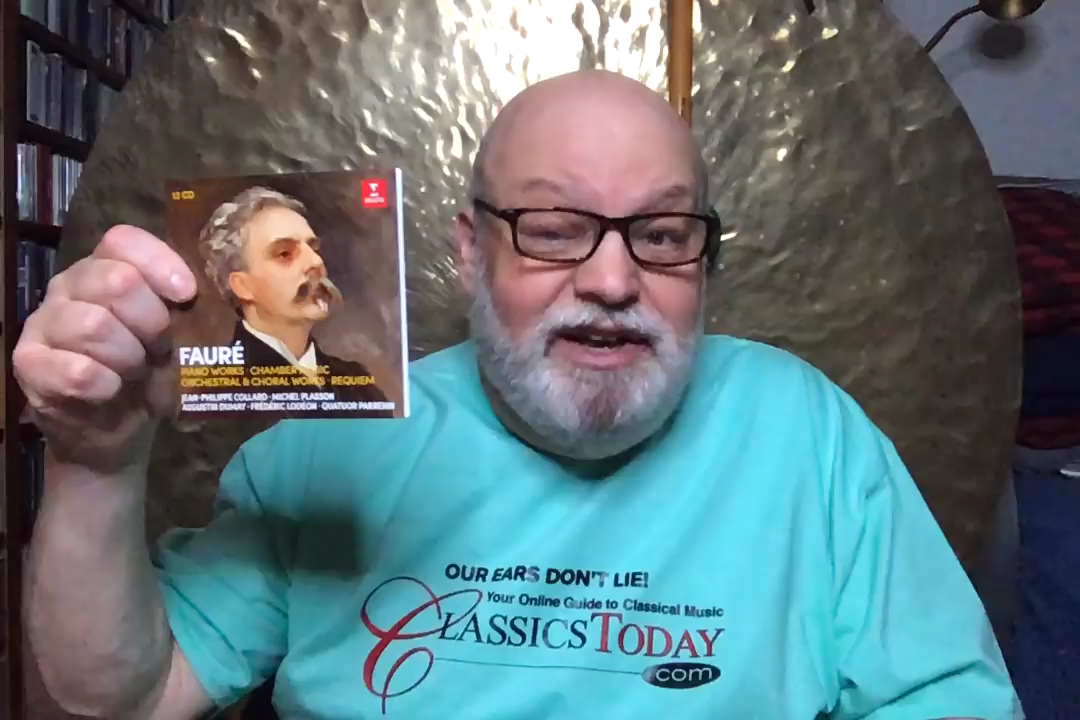 12 CD
ERATO
FAURÉ
PIANO WORKS · CHAMBER MUSIC
ORCHESTRAL & CHORAL WORKS · REQUIEM
JEAN-PHILIPPE COLLARD · MICHEL PLASSON
AUGUSTIN DUMAY · FRÉDÉRIC LODÉON · QUATUOR PARRENIN
OUR EARS DON'T LIE!
Your Online Guide to Classical Music
CLASSICSTODAY
com